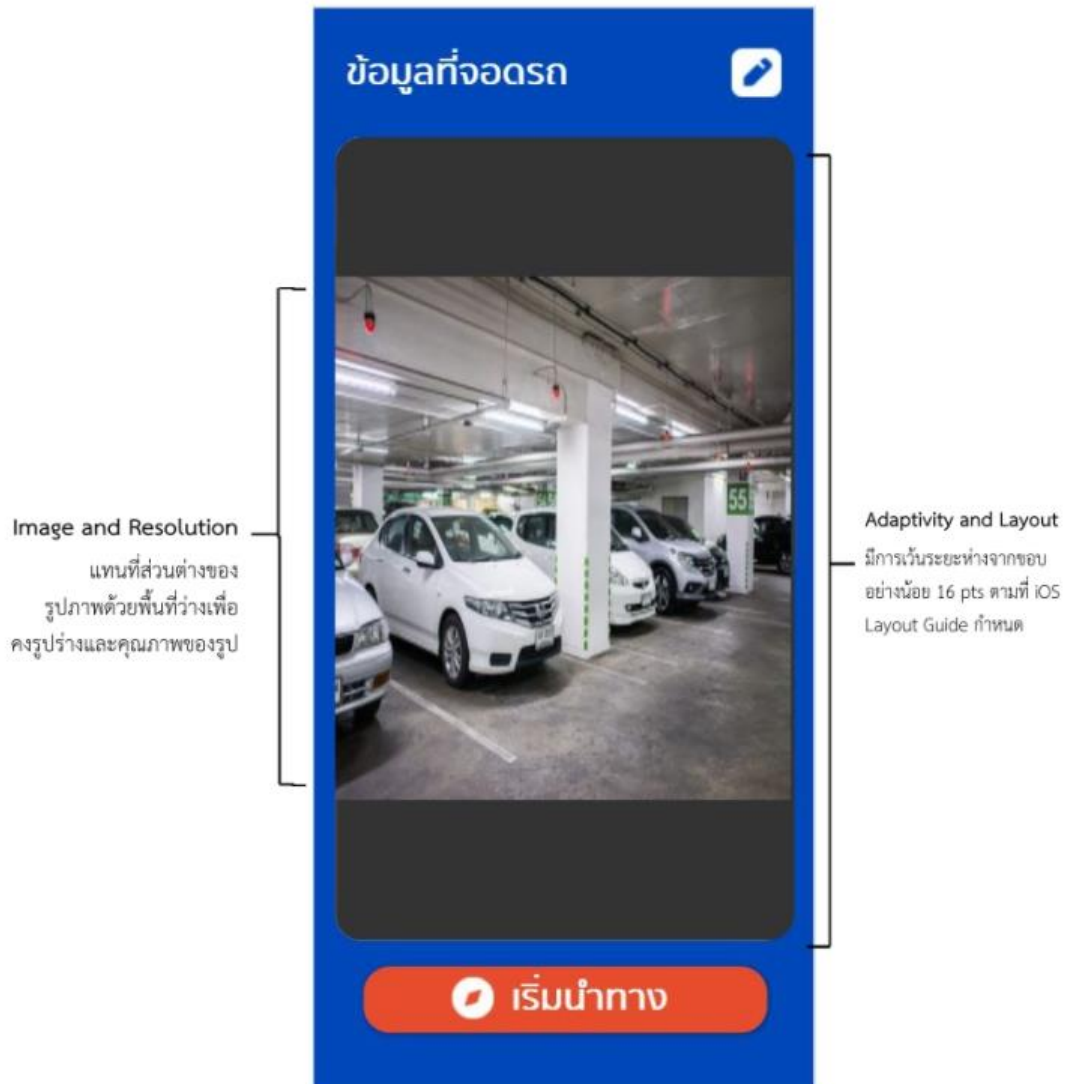 ข้อมูลที่จอดรถ
Image and Resolution
แทนที่ส่วนต่างของ
รูปภาพด้วยพื้นที่ว่างเพื่อ
คงรูปร่างและคุณภาพของรูป
55
Adaptivity and Layout
มีการเว้นระยะห่างจากขอบ
อย่างน้อย 16 pts ตามที่ iOS
Layout Guide กำหนด
เริ่มนำทาง